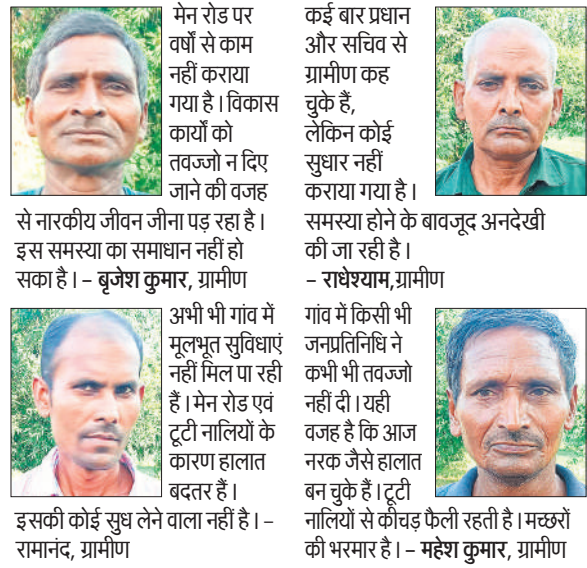 मेन रोड पर
वर्षों से काम
नहीं कराया
गया है। विकास
कार्यों को
तवज्जो न दिए
जाने की वजह
से नारकीय जीवन जीना पड़ रहा है।
इस समस्या का समाधान नहीं हो
सका है। – बृजेश कुमार, ग्रामीण
कई बार प्रधान
और सचिव से
ग्रामीण कह
चुके हैं,
लेकिन कोई
सुधार नहीं
कराया गया है।
समस्या होने के बावजूद अनदेखी
की जा रही है।
– राधेश्याम,ग्रामीण
अभी भी गांव में
मूलभूत सुविधाएं
नहीं मिल पा रही
हैं। मेन रोड एवं
टूटी नालियों के
कारण हालात
बदतर हैं।
इसकी कोई सुध लेने वाला नहीं है। –
रामानंद, ग्रामीण
गांव में किसी भी
जनप्रतिनिधि ने
कभी भी तवज्जो
नहीं दी। यही
वजह है कि आज
नरक जैसे हालात
बन चुके हैं। टूटी
नालियों से कीचड़ फैली रहती है। मच्छरों
की भरमार है। – महेश कुमार, ग्रामीण